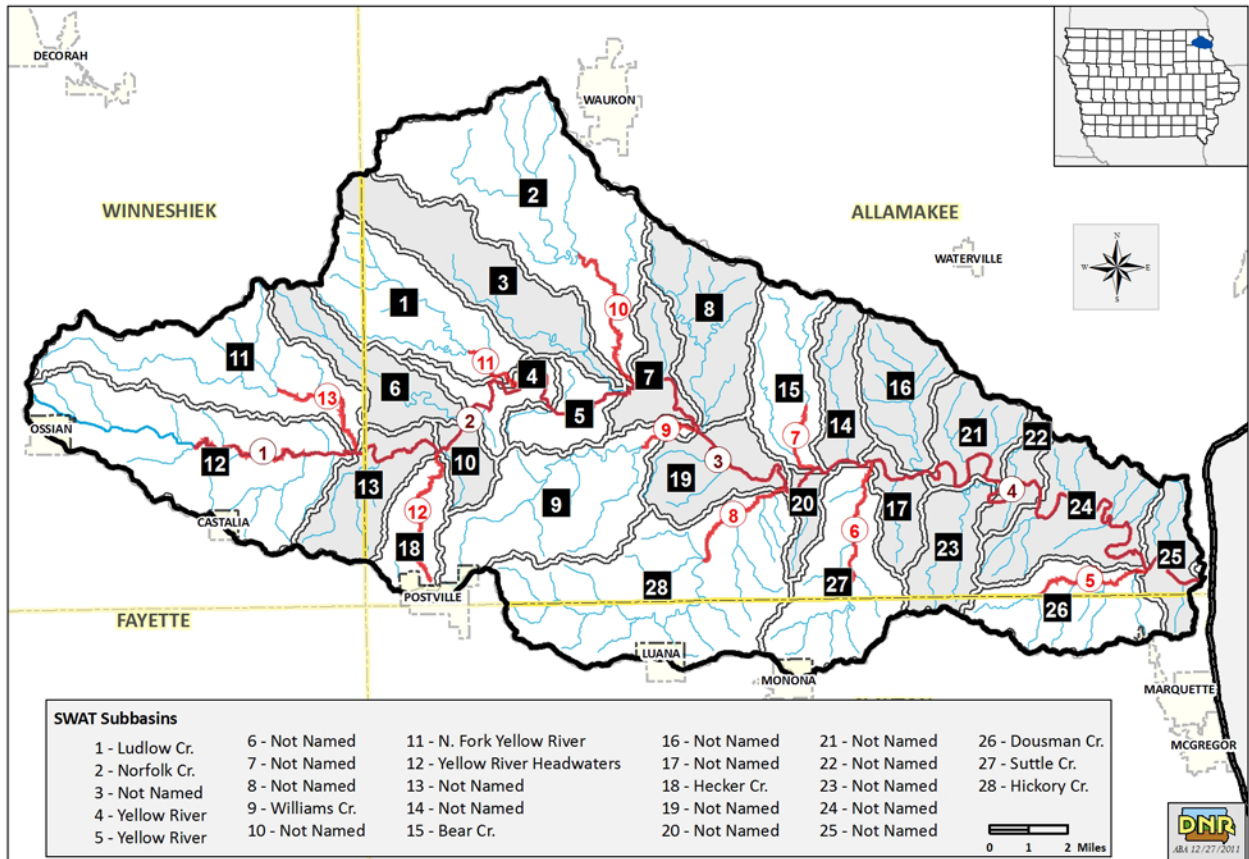 DECORAH
WAUKON
WINNESHIEK
ALLAMAKEE
WATERVILLE
N
W E
S
2
3
1
10
8
11
11
6
4
7
15
16
13
5
14
2
21
22
OSSIAN
12
1
13
10
9
19
3
7
20
17
4
24
CASTALIA
12
9
8
6
23
25
18
28
27
5
26
POSTVILLE
FAYETTE
LUANA
MONONA
MARQUETTE
MCGREGOR
SWAT Subbasins
1 - Ludlow Cr.
2 - Norfolk Cr.
3 - Not Named
4 - Yellow River
5 - Yellow River
6 - Not Named
7 - Not Named
8 - Not Named
9 - Williams Cr.
10 - Not Named
11 - N. Fork Yellow River
12 - Yellow River Headwaters
13 - Not Named
14 - Not Named
15 - Bear Cr.
16 - Not Named
17 - Not Named
18 - Hecker Cr.
19 - Not Named
20 - Not Named
21 - Not Named
22 - Not Named
23 - Not Named
24 - Not Named
25 - Not Named
26 - Dousman Cr.
27 - Suttle Cr.
28 - Hickory Cr.
0 1 2 Miles
DNR
ABA 12/27/2011